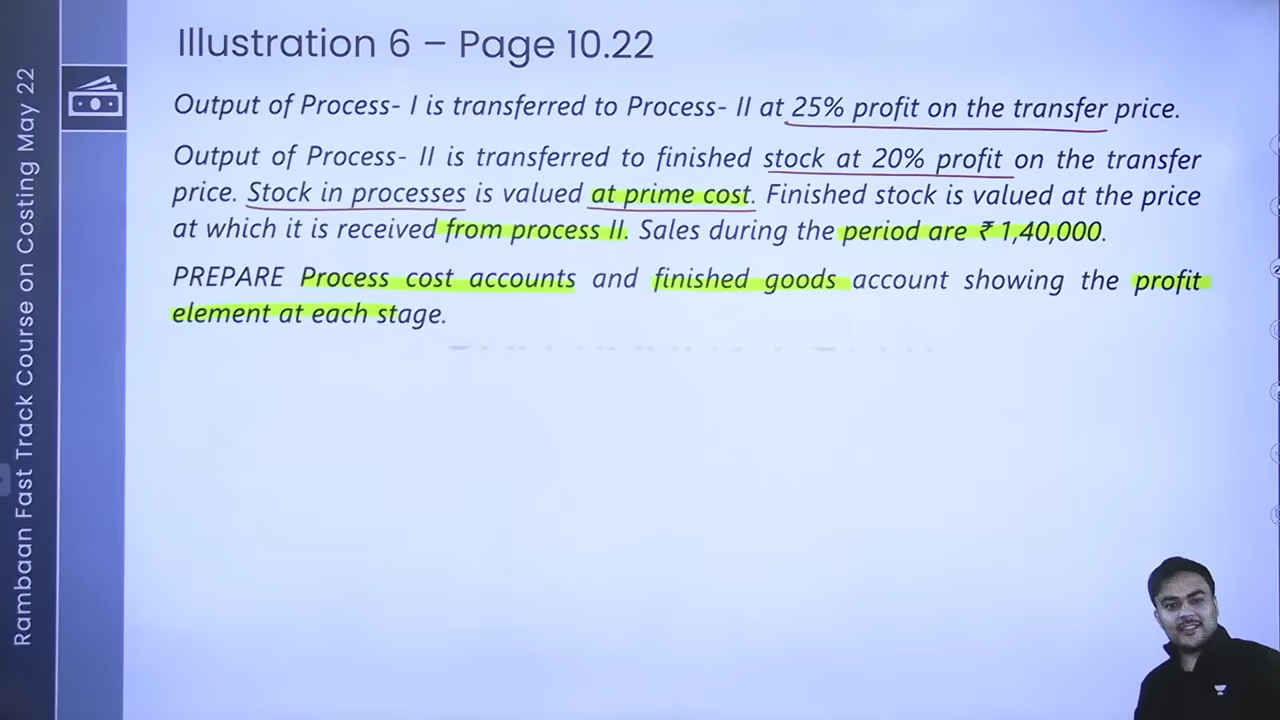 Rambaan Fast Track Course on Costing May 22
Illustration 6 – Page 10.22
Output of Process- I is transferred to Process- II at 25% profit on the transfer price.
Output of Process- II is transferred to finished stock at 20% profit on the transfer
price. Stock in processes is valued at prime cost. Finished stock is valued at the price
at which it is received from process II. Sales during the period are ₹ 1,40,000.
PREPARE Process cost accounts and finished goods account showing the profit
element at each stage.